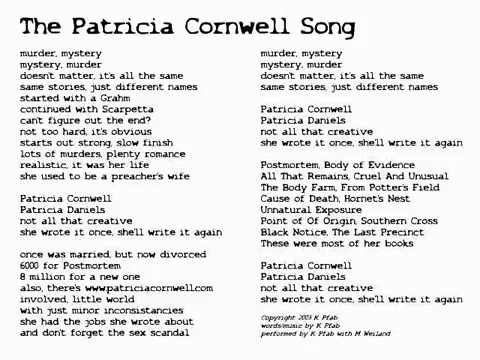 The Patricia Cornwell Song
murder, mystery
mystery, murder
doesn't matter, it's all the same
same stories, just different names
started with a Grahm
continued with Scarpetta
can't figure out the end?
not too hard, it's obvious
starts out strong, slow finish
lots of murders, plenty romance
realistic, it was her life
she used to be a preacher's wife
Patricia Cornwell
Patricia Daniels
not all that creative
she wrote it once, she'll write it again
once was married, but now divorced
6000 for Postmortem
8 million for a new one
also, there's www.patriciacornwell.com
involved, little world
with just minor inconsistancies
she had the jobs she wrote about
and don't forget the sex scandal
murder, mystery
mystery, murder
doesn't matter, it's all the same
same stories, just different names
Patricia Cornwell
Patricia Daniels
not all that creative
she wrote it once, she'll write it again
Postmortem, Body of Evidence
All That Remains, Cruel And Unusual
The Body Farm, From Potter's Field
Cause of Death, Hornet's Nest
Unnatural Exposure
Point of Of Origin, Southern Cross
Black Notice, The Last Precinct
These were most of her books
Patricia Cornwell
Patricia Daniels
not all that creative
she wrote it once, she'll write it again
Copyright 2003 K Pfab
words/music by K Pfab
performed by K Pfab with M Weiland